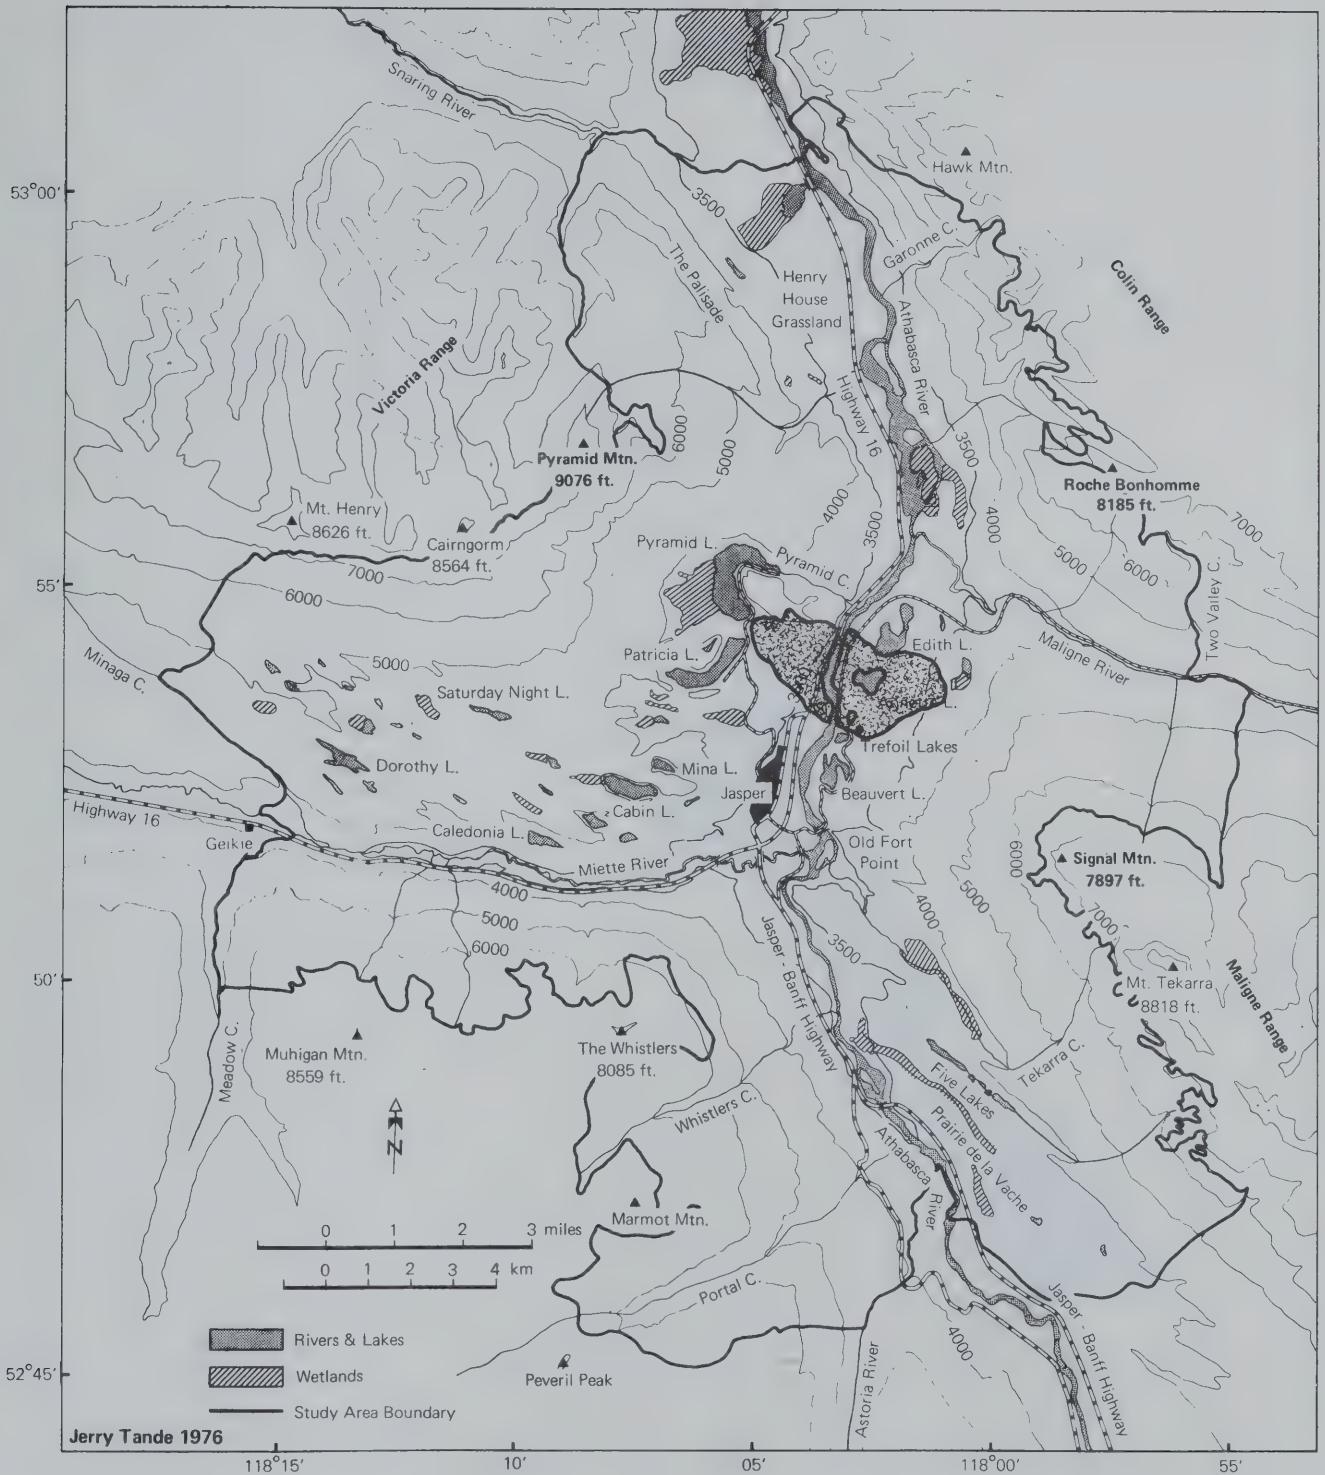 Snaring River
Hawk Mtn.
53°00'
3500
The Palisade
Garonne C.
Henry
House
Grassland
Colin Range
Athabasca River
Victoria Range
Highway 16
6000
5000
3500
Pyramid Mtn.
9076 ft.
Roche Bonhomme
8185 ft.
4000
3500
4000
7000
Mt. Henry
8626 ft.
Cairngorm
8564 ft.
Pyramid L.
Pyramid C.
5000
6000
55'
7000
6000
Two Valley C.
Minaga C.
5000
Patricia L.
Edith L.
Maligne River
Saturday Night L.
Trefoil Lakes
Dorothy L.
Mina L.
Jasper
Beauvert L.
Highway 16
Cabin L.
Geikie
Caledonia L.
Miette River
Old Fort
Point
6000
Signal Mtn.
7897 ft.
4000
5000
6000
4000
5000
7000
3500
Jasper - Banff Highway
50'
Mt. Tekarra
8818 ft.
Maligne Range
Meadow C.
Muhigan Mtn.
8559 ft.
The Whistlers
8085 ft.
Five Lakes
Tekarra C.
N
Whistlers C.
Prairie de la Vache
Athabasca River
Marmot Mtn.
0 1 2 3 miles
0 1 2 3 4 km
Portal C.
Jasper - Banff Highway
4000
Rivers & Lakes
Wetlands
Study Area Boundary
Peveril Peak
Astoria River
52°45'
Jerry Tande 1976
118°15' 10' 05' 118°00' 55'